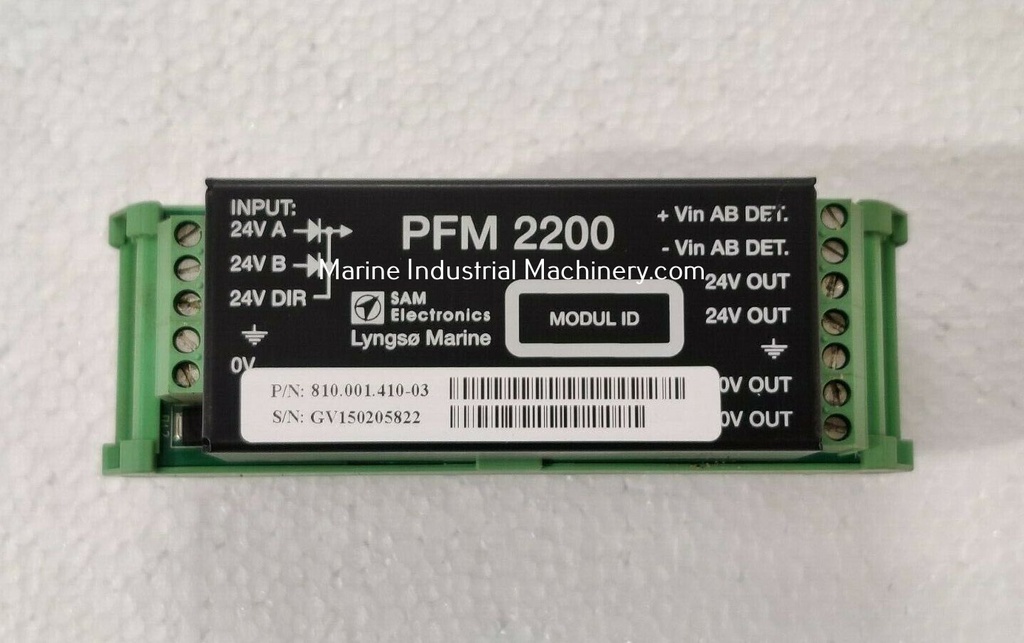 INPUT:
24V A
24V B
24V DIR
0V
PFM 2200
Marine Industrial Machinery.com
SAM
Electronics
Lyngsø Marine
MODUL ID
+ Vin AB DET.
- Vin AB DET.
24V OUT
24V OUT
0V OUT
0V OUT
P/N: 810.001.410-03
S/N: GV150205822